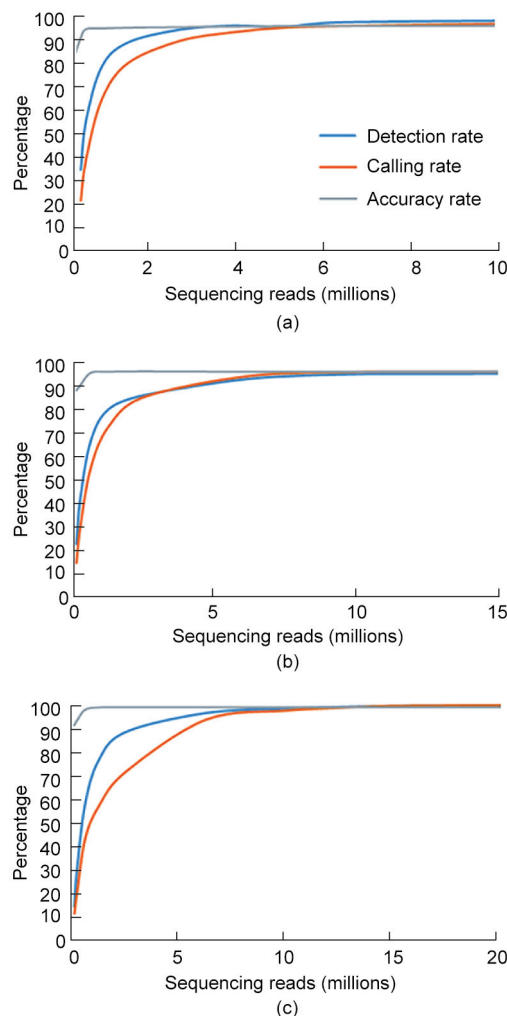 100
90
80
70
60
50
40
30
20
10
0
Percentage
Detection rate
Calling rate
Accuracy rate
0 2 4 6 8 10
Sequencing reads (millions)
(a)
100
90
80
70
60
50
40
30
20
10
0
Percentage
0 5 10 15
Sequencing reads (millions)
(b)
100
90
80
70
60
50
40
30
20
10
0
Percentage
0 5 10 15 20
Sequencing reads (millions)
(c)